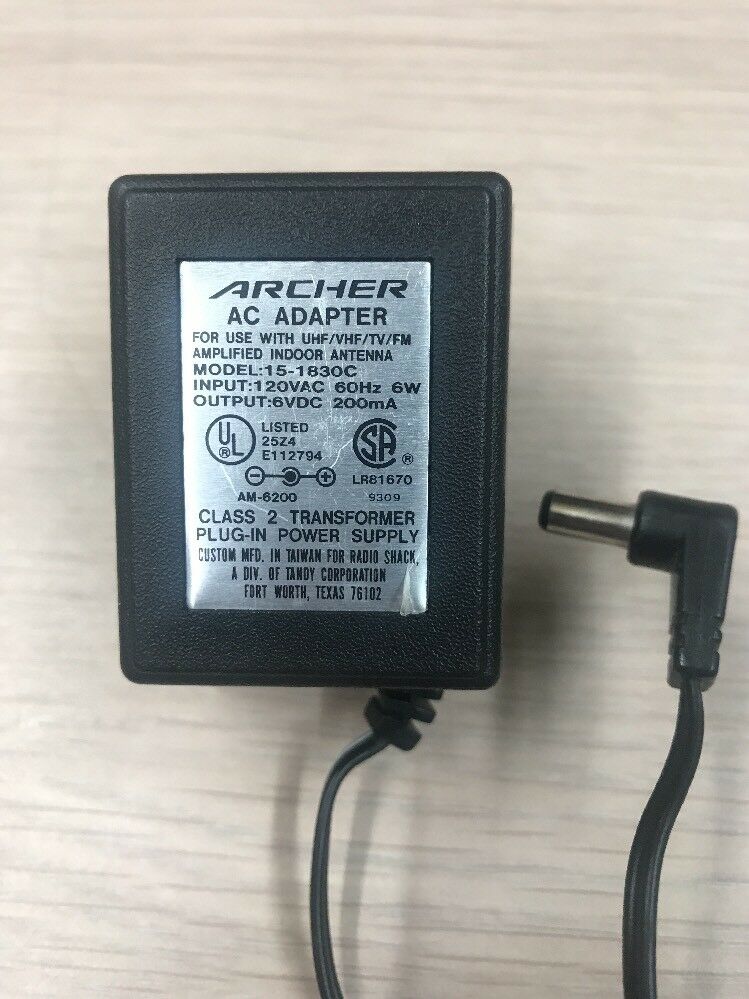 ARCHER
AC ADAPTER
FOR USE WITH UHF/VHF/TV/FM
AMPLIFIED INDOOR ANTENNA
MODEL:15-1830C
INPUT:120VAC 60Hz 6W
OUTPUT:6VDC 200mA
UL ® LISTED
25Z4
E112794
SA ®
LR81670
AM-6200 9309
CLASS 2 TRANSFORMER
PLUG-IN POWER SUPPLY
CUSTOM MFD. IN TAIWAN FOR RADIO SHACK,
A DIV. OF TANDY CORPORATION
FORT WORTH, TEXAS 76102